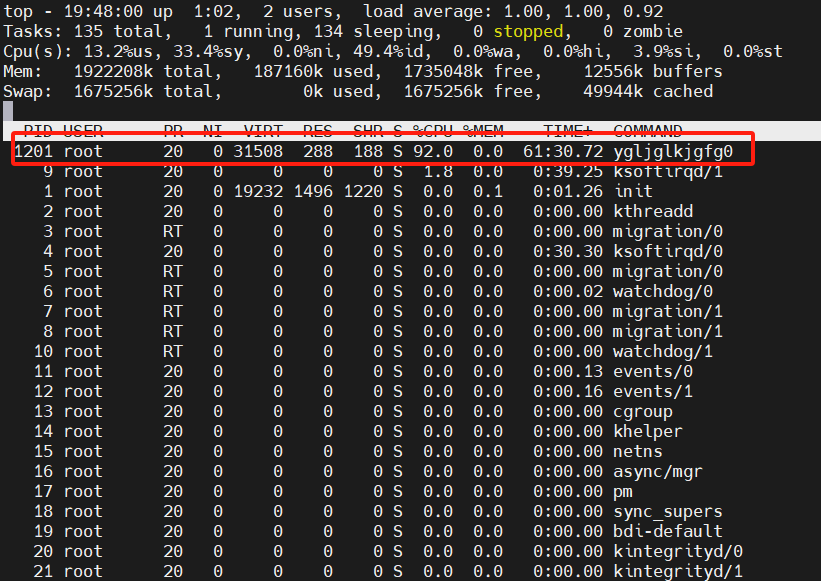 top - 19:48:00 up  1:02,  2 users,  load average: 1.00, 1.00, 0.92
Tasks: 135 total,   1 running, 134 sleeping,   0 stopped,   0 zombie
Cpu(s): 13.2%us, 33.4%sy,  0.0%ni, 49.4%id,  0.0%wa,  0.0%hi,  3.9%si,  0.0%st
Mem:   1922208k total,   187160k used,  1735048k free,    12556k buffers
Swap:  1675256k total,        0k used,  1675256k free,    49944k cached
PID USER      PR  NI  VIRT  RES  SHR S %CPU %MEM    TIME+  COMMAND
1201 root      20   0 31508  288  188 S 92.0  0.0  61:30.72 ygljglkjgfg0
9 root      20   0     0    0    0 S  1.8  0.0   0:39.25 ksoftirqd/1
1 root      20   0 19232 1496 1220 S  0.0  0.1   0:01.26 init
2 root      20   0     0    0    0 S  0.0  0.0   0:00.00 kthreadd
3 root      RT   0     0    0    0 S  0.0  0.0   0:00.00 migration/0
4 root      20   0     0    0    0 S  0.0  0.0   0:30.30 ksoftirqd/0
5 root      RT   0     0    0    0 S  0.0  0.0   0:00.00 migration/0
6 root      RT   0     0    0    0 S  0.0  0.0   0:00.02 watchdog/0
7 root      RT   0     0    0    0 S  0.0  0.0   0:00.00 migration/1
8 root      RT   0     0    0    0 S  0.0  0.0   0:00.00 migration/1
10 root      RT   0     0    0    0 S  0.0  0.0   0:00.00 watchdog/1
11 root      20   0     0    0    0 S  0.0  0.0   0:00.13 events/0
12 root      20   0     0    0    0 S  0.0  0.0   0:00.16 events/1
13 root      20   0     0    0    0 S  0.0  0.0   0:00.00 cgroup
14 root      20   0     0    0    0 S  0.0  0.0   0:00.00 khelper
15 root      20   0     0    0    0 S  0.0  0.0   0:00.00 netns
16 root      20   0     0    0    0 S  0.0  0.0   0:00.00 async/mgr
17 root      20   0     0    0    0 S  0.0  0.0   0:00.00 pm
18 root      20   0     0    0    0 S  0.0  0.0   0:00.00 sync_supers
19 root      20   0     0    0    0 S  0.0  0.0   0:00.00 bdi-default
20 root      20   0     0    0    0 S  0.0  0.0   0:00.00 kintegrityd/0
21 root      20   0     0    0    0 S  0.0  0.0   0:00.00 kintegrityd/1